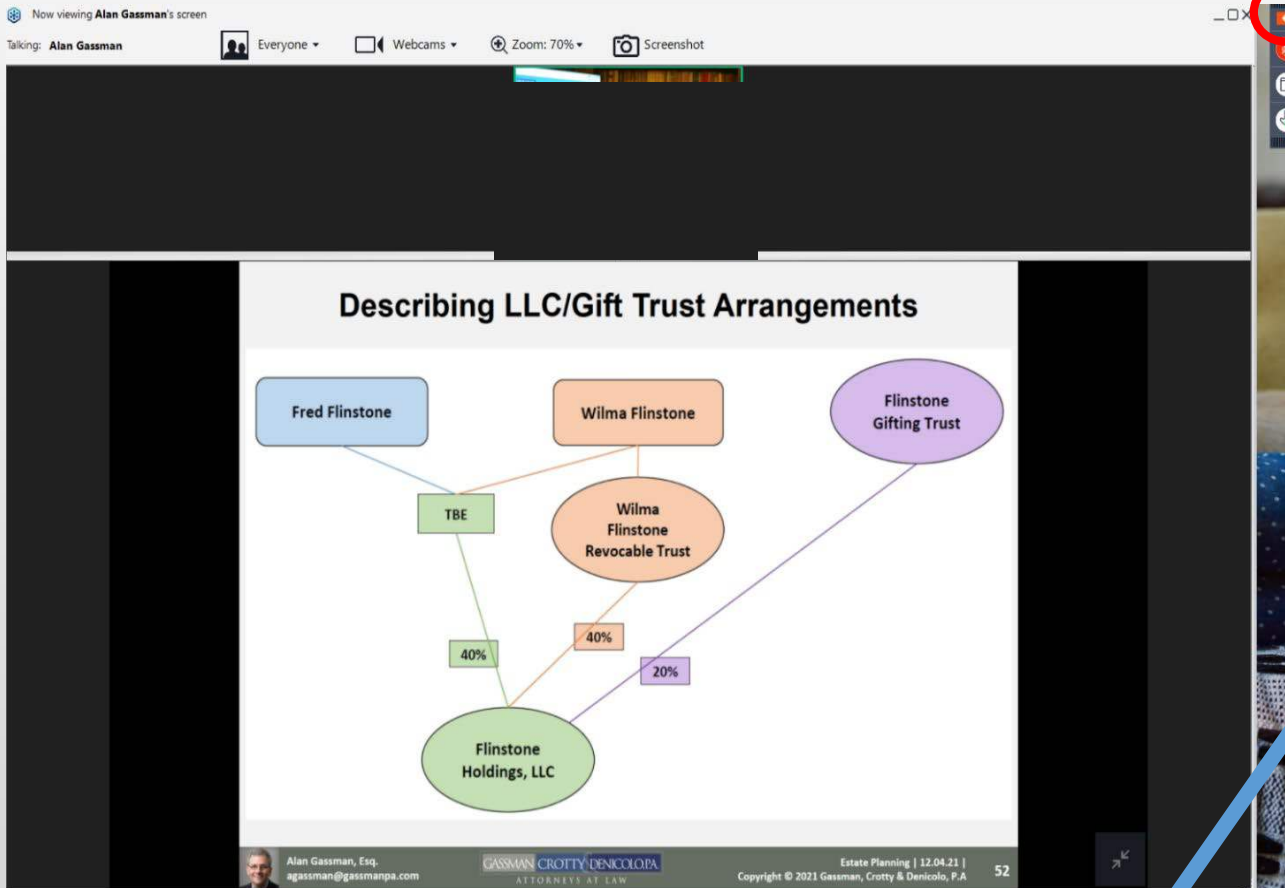 Now viewing Alan Gassman's screen
Talking: Alan Gassman
Everyone
Webcams
Zoom: 70%
Screenshot
Describing LLC/Gift Trust Arrangements
Fred Flinstone
Wilma Flinstone
Flinstone
Gifting Trust
TBE
Wilma
Flinstone
Revocable Trust
40%
40%
20%
Flinstone
Holdings, LLC
Alan Gassman, Esq.
agassman@gassmanpa.com
GASSMAN CROTTY DENICOLO, P.A.
ATTORNEYS AT LAW
Estate Planning | 12.04.21 |
Copyright © 2021 Gassman, Crotty & Denicolo, P.A
52